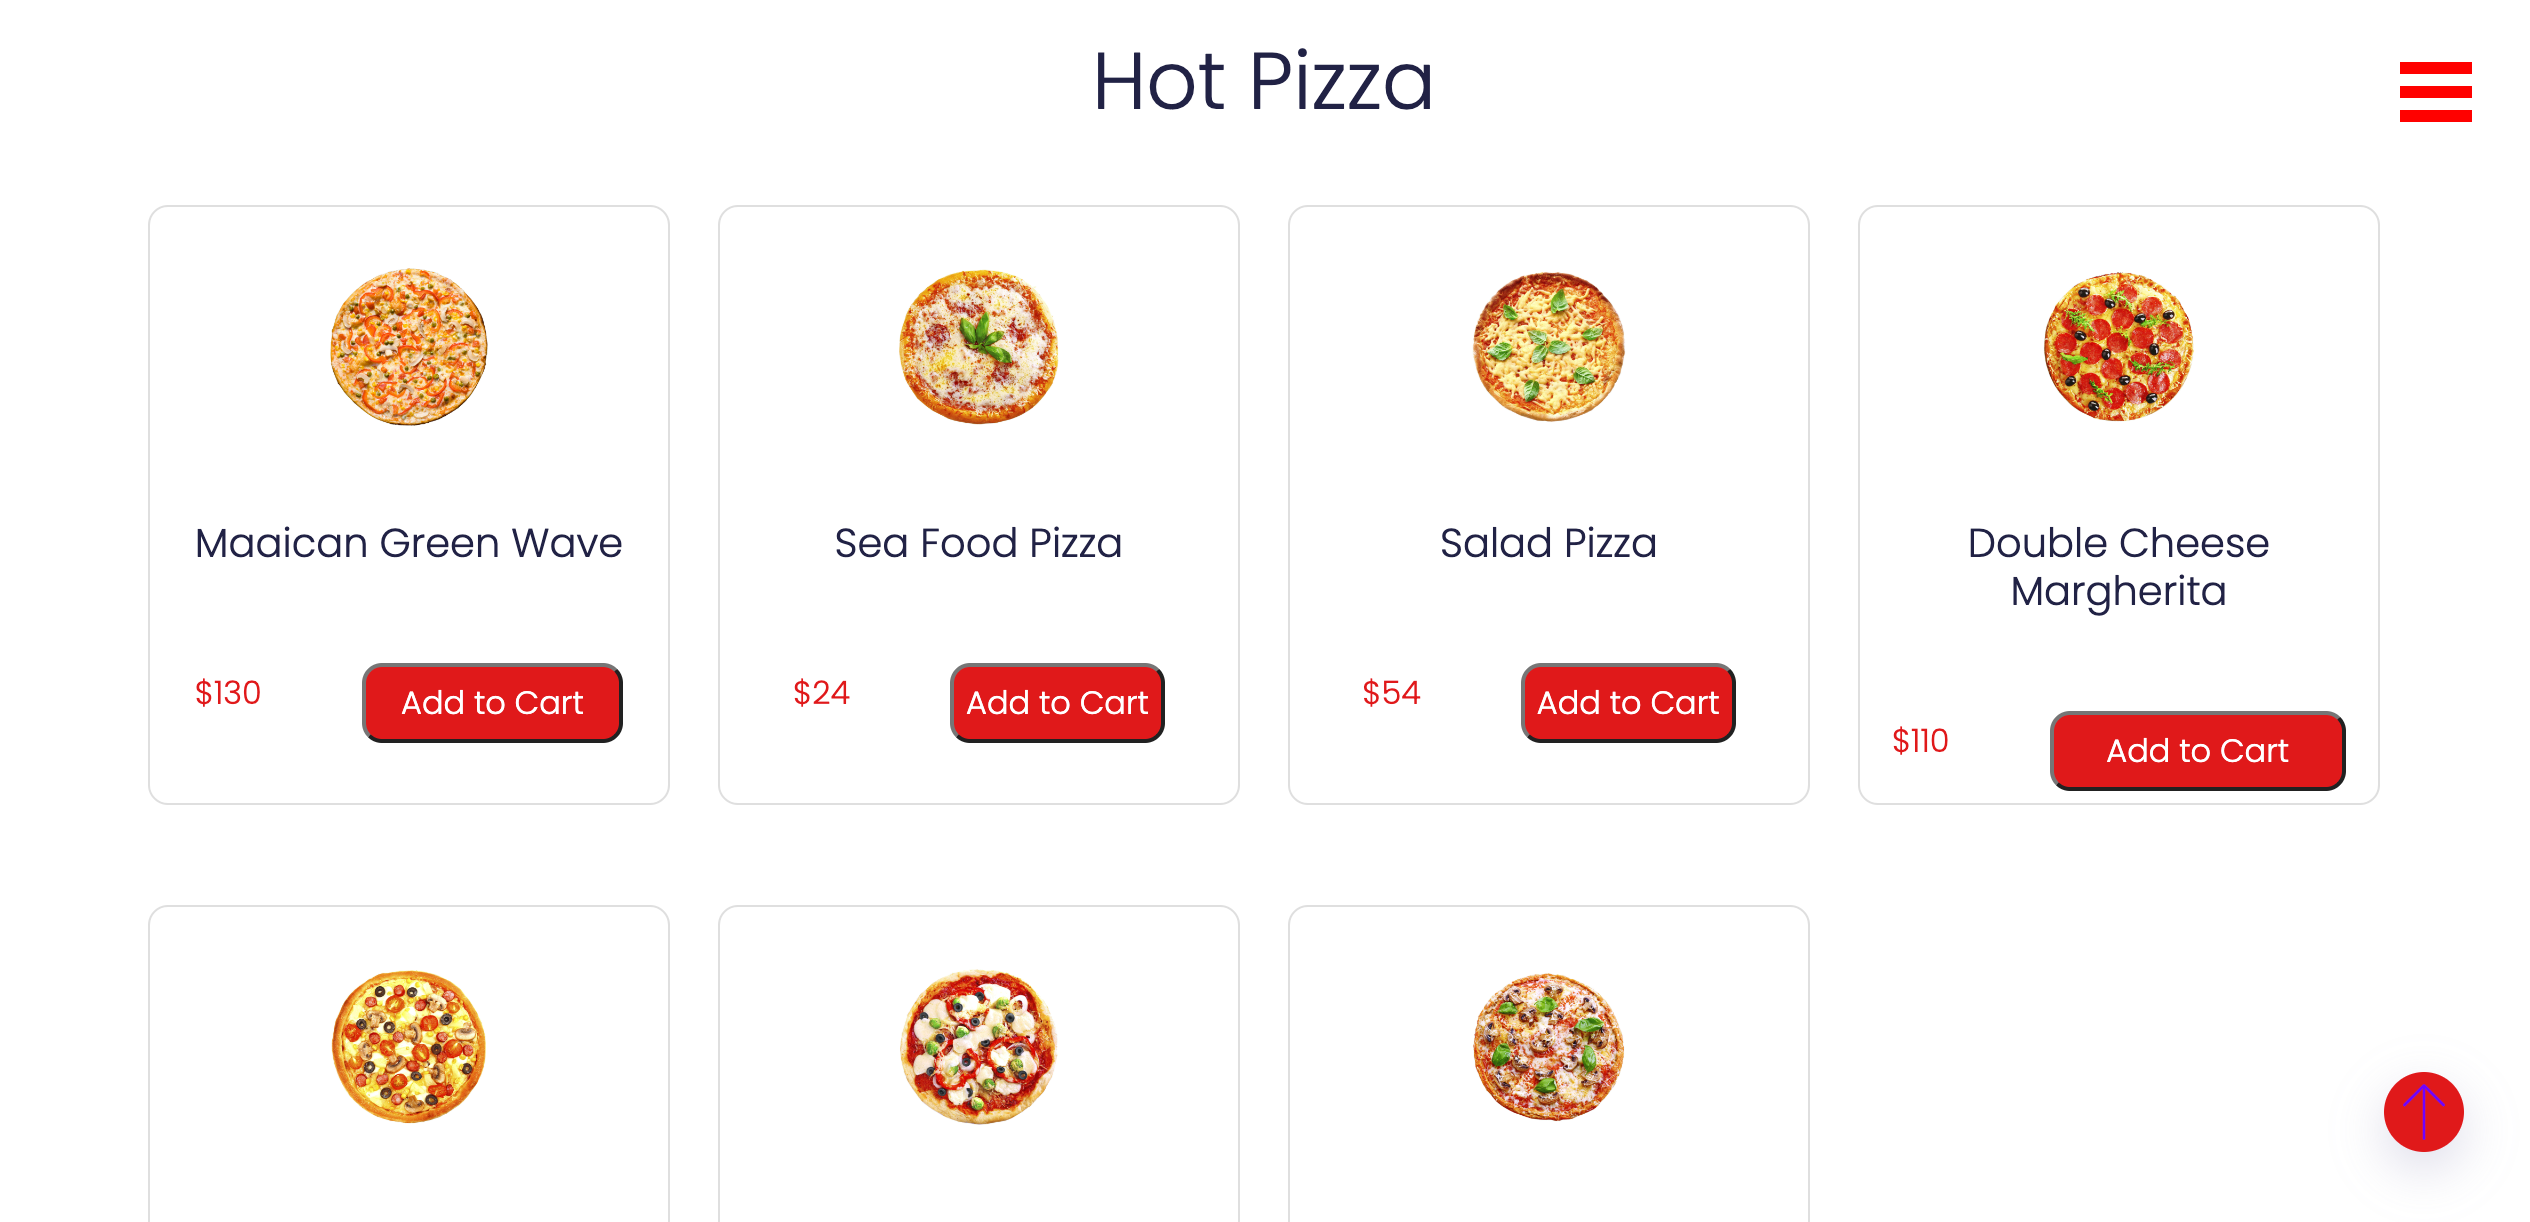 Hot Pizza
Maaican Green Wave
$130
Add to Cart
Sea Food Pizza
$24
Add to Cart
Salad Pizza
$54
Add to Cart
Double Cheese
Margherita
$110
Add to Cart